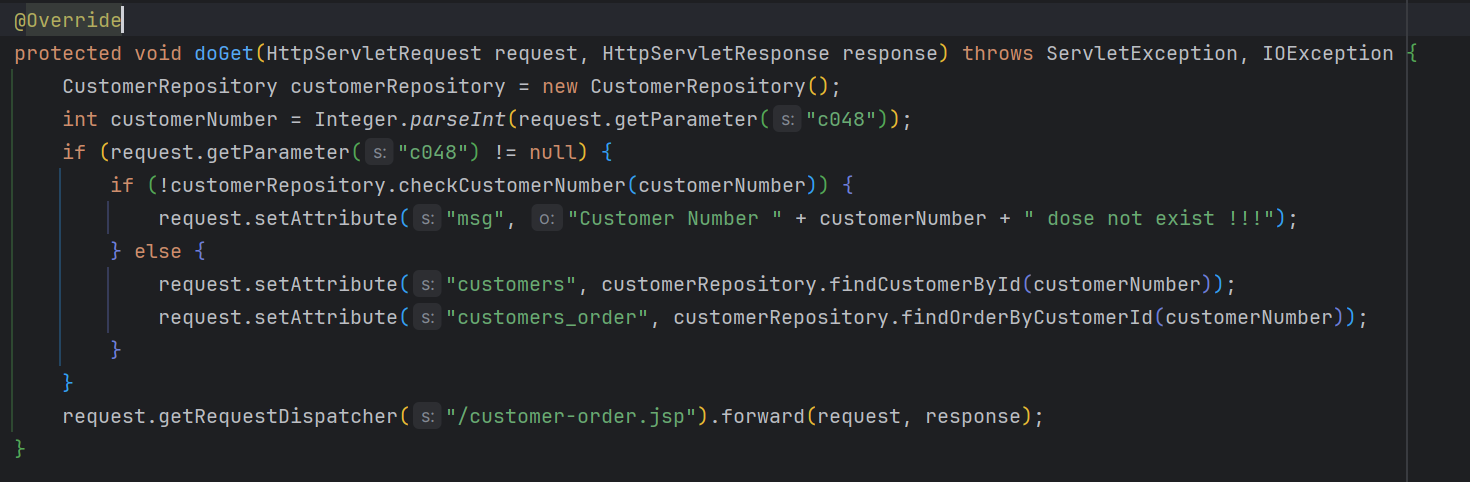 @Override
protected void doGet(HttpServletRequest request, HttpServletResponse response) throws ServletException, IOException {
    CustomerRepository customerRepository = new CustomerRepository();
    int customerNumber = Integer.parseInt(request.getParameter( s: "c048"));
    if (request.getParameter( s: "c048") != null) {
        if (!customerRepository.checkCustomerNumber(customerNumber)) {
            request.setAttribute( s: "msg", o: "Customer Number " + customerNumber + " dose not exist !!!");
        } else {
            request.setAttribute( s: "customers", customerRepository.findCustomerById(customerNumber));
            request.setAttribute( s: "customers_order", customerRepository.findOrderByCustomerId(customerNumber));
        }
    }
    request.getRequestDispatcher( s: "/customer-order.jsp").forward(request, response);
}